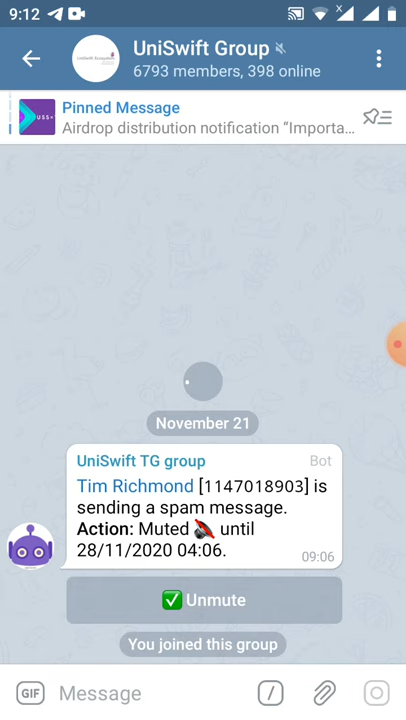 9:12
UniSwift Group
6793 members, 398 online
Pinned Message
USS+
Airdrop distribution notification “Importa...
November 21
UniSwift TG group Bot
Tim Richmond [1147018903] is
sending a spam message.
Action: Muted until
28/11/2020 04:06.
09:06
Unmute
You joined this group
GIF Message /